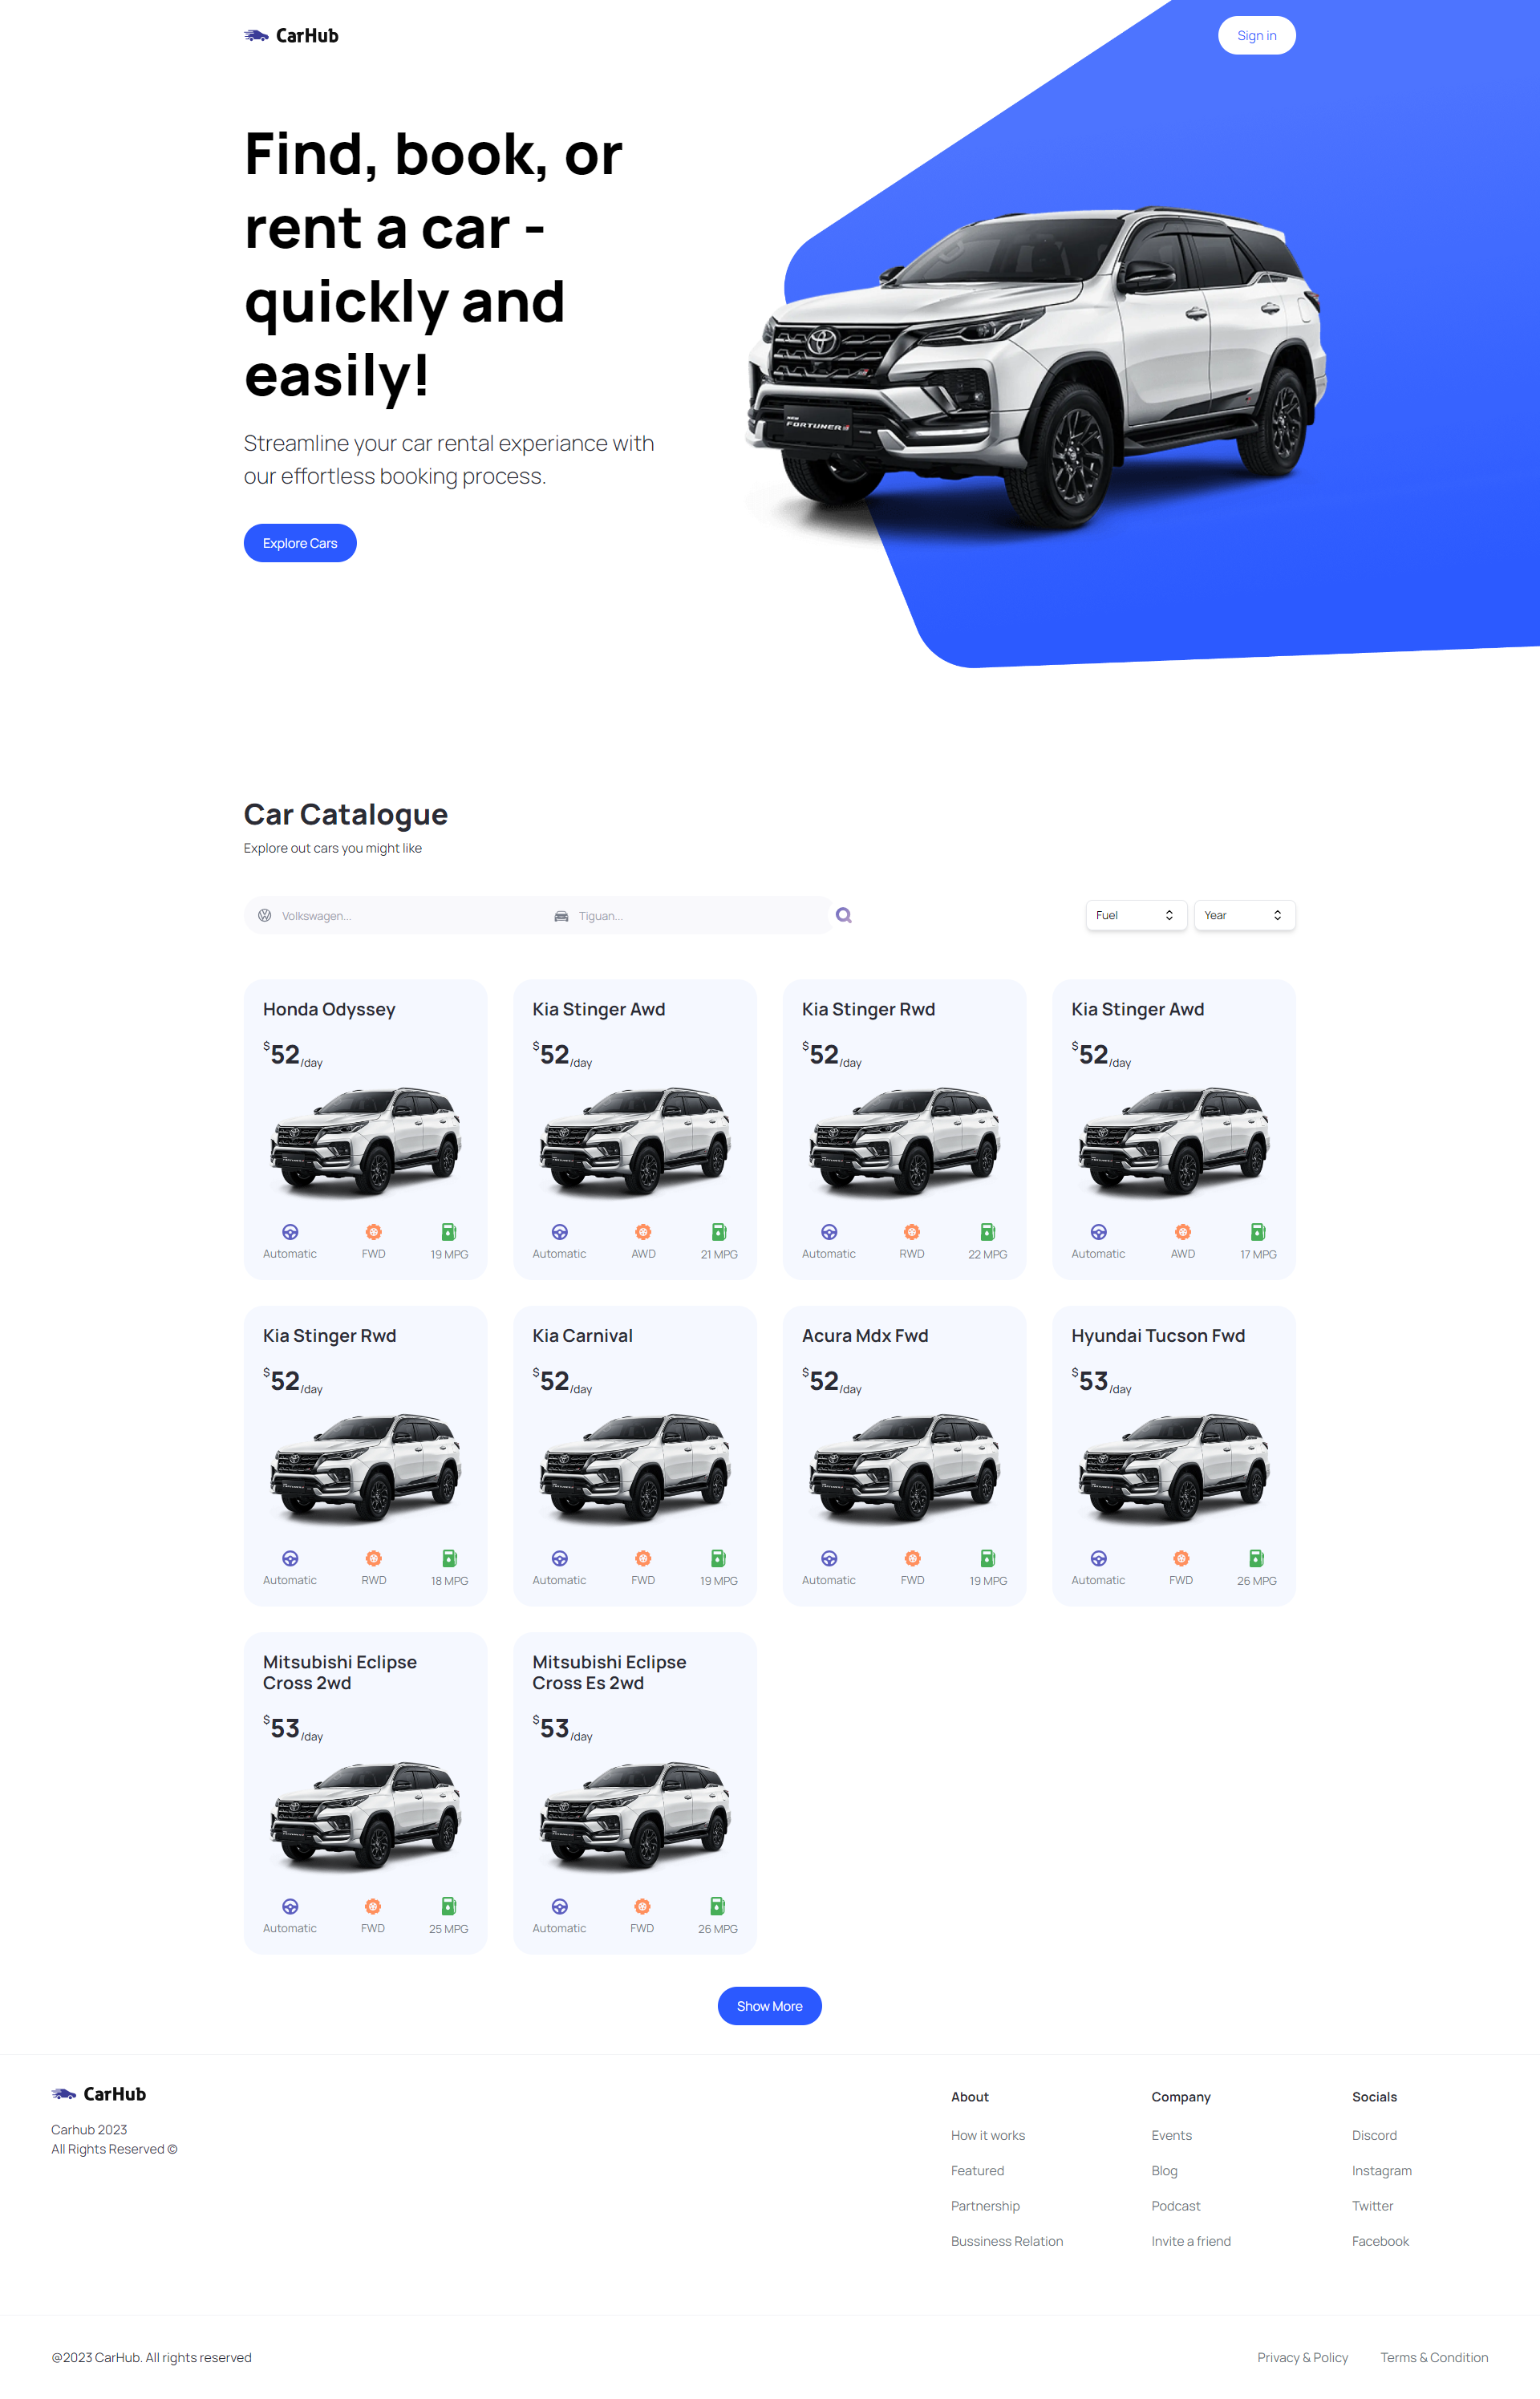 CarHub
Sign in
Find, book, or
rent a car -
quickly and
easily!
Streamline your car rental experiance with
our effortless booking process.
NEW
FORTUNER
Explore Cars
Car Catalogue
Explore out cars you might like
Volkswagen...
Tiguan...
Fuel
Year
Honda Odyssey
$52/day
Automatic
FWD
19 MPG
Kia Stinger Awd
$52/day
Automatic
AWD
21 MPG
Kia Stinger Rwd
$52/day
Automatic
RWD
22 MPG
Kia Stinger Awd
$52/day
Automatic
AWD
17 MPG
Kia Stinger Rwd
$52/day
Automatic
RWD
18 MPG
Kia Carnival
$52/day
Automatic
FWD
19 MPG
Acura Mdx Fwd
$52/day
Automatic
FWD
19 MPG
Hyundai Tucson Fwd
$53/day
Automatic
FWD
26 MPG
Mitsubishi Eclipse
Cross 2wd
$53/day
Automatic
FWD
25 MPG
Mitsubishi Eclipse
Cross Es 2wd
$53/day
Automatic
FWD
26 MPG
Show More
CarHub
Carhub 2023
All Rights Reserved ©
About
How it works
Featured
Partnership
Bussiness Relation
Company
Events
Blog
Podcast
Invite a friend
Socials
Discord
Instagram
Twitter
Facebook
@2023 CarHub. All rights reserved
Privacy & Policy
Terms & Condition